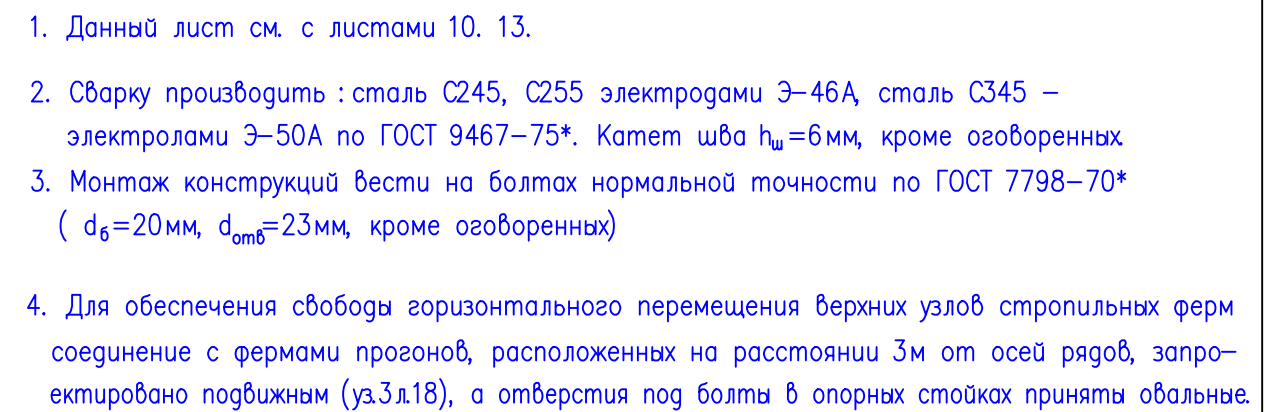 1. Данный лист см. с листами 10. 13.
2. Сварку производить : сталь С245, С255 электродами Э-46А, сталь С345 -
электролами Э-50А по ГОСТ 9467-75*. Катет шва hш=6мм, кроме оговоренных.
3. Монтаж конструкций вести на болтах нормальной точности по ГОСТ 7798-70*
( dб=20мм, dотв=23мм, кроме оговоренных)
4. Для обеспечения свободы горизонтального перемещения верхних узлов стропильных ферм
соединение с фермами прогонов, расположенных на расстоянии 3м от осей рядов, запро-
ектировано подвижным (уз.3 л.18), а отверстия под болты в опорных стойках приняты овальные.